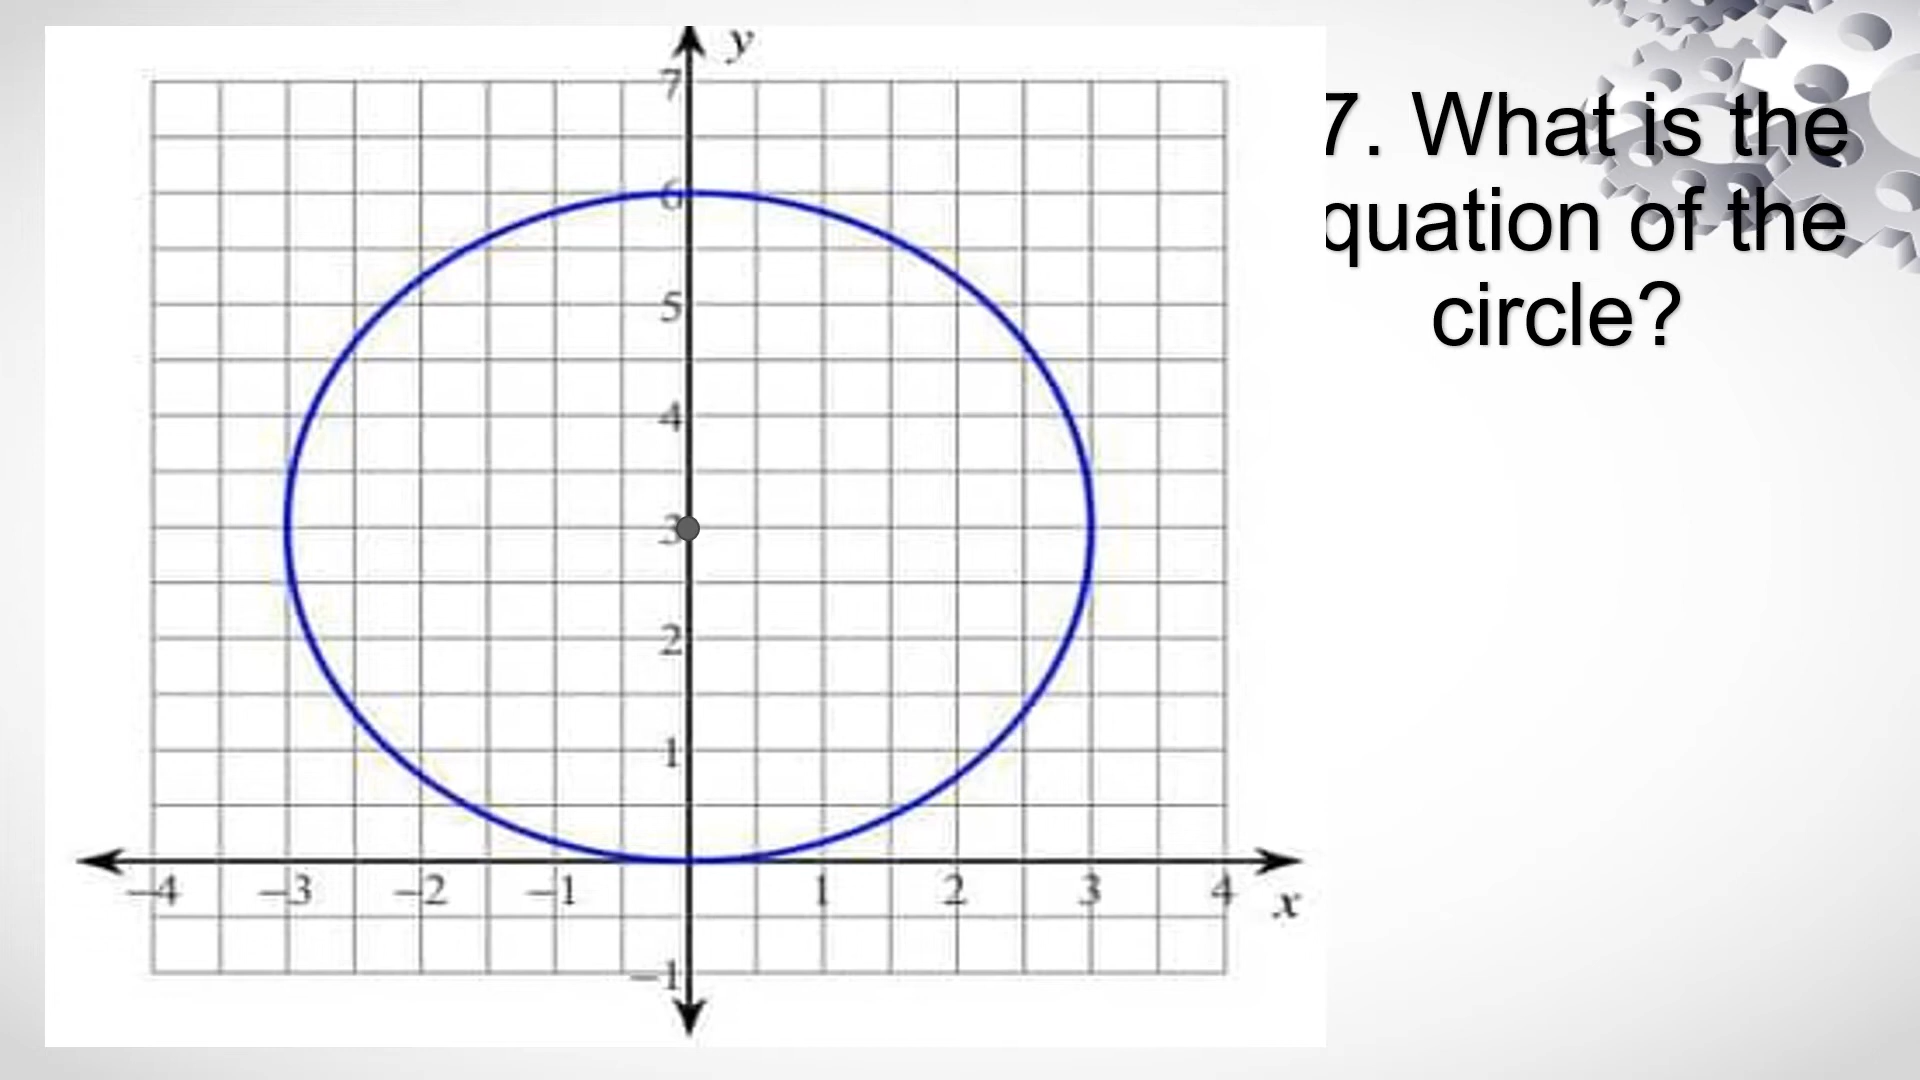 y
7
6
5
4
3
2
1
-4 -3 -2 -1 1 2 3 4 x
-1
7. What is the
quation of the
circle?